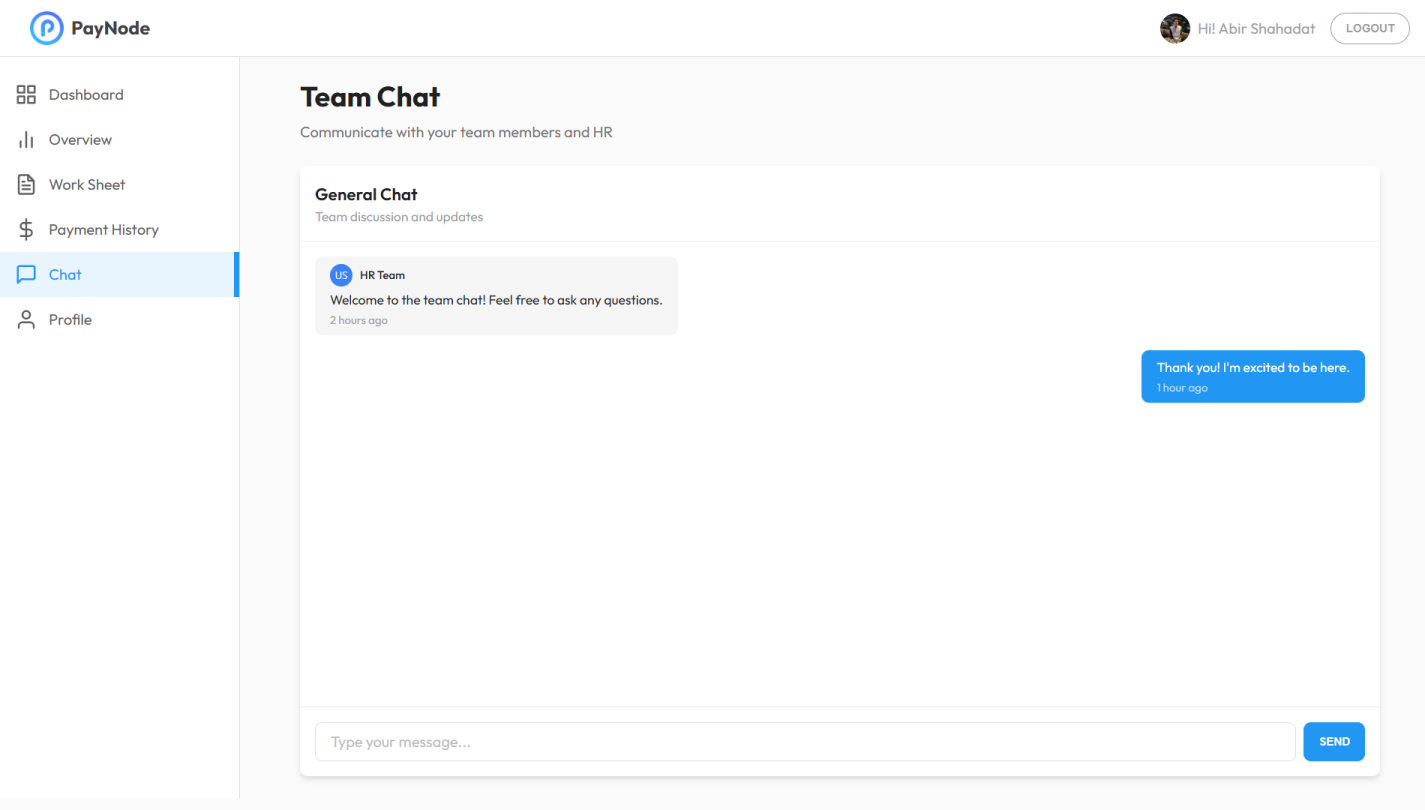 PayNode
Hi! Abir Shahadat
LOGOUT
Dashboard
Overview
Work Sheet
Payment History
Chat
Profile
Team Chat
Communicate with your team members and HR
General Chat
Team discussion and updates
US HR Team
Welcome to the team chat! Feel free to ask any questions.
2 hours ago
Thank you! I'm excited to be here.
1 hour ago
Type your message...
SEND